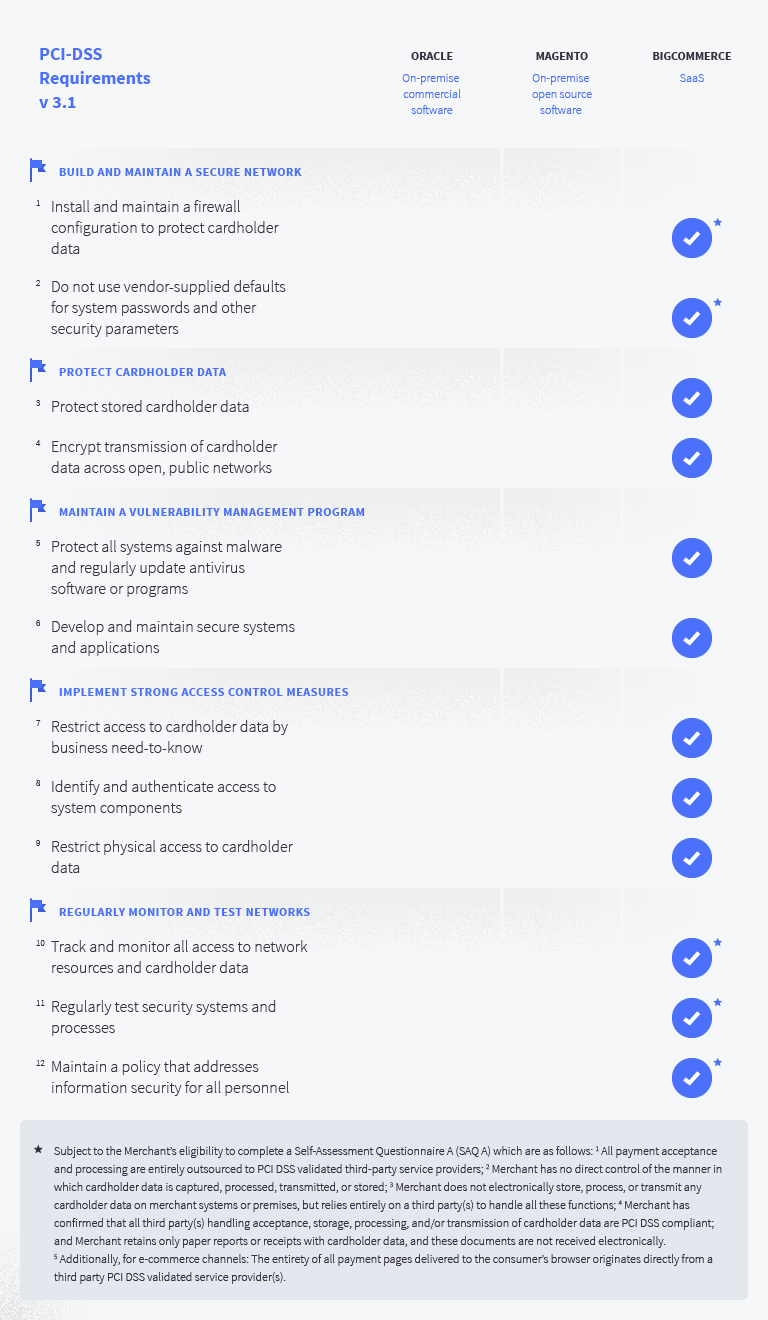 PCI-DSS
Requirements
v 3.1
ORACLE
On-premise
commercial
software
MAGENTO
On-premise
open source
software
BIGCOMMERCE
SaaS
BUILD AND MAINTAIN A SECURE NETWORK
1 Install and maintain a firewall
configuration to protect cardholder
data
2 Do not use vendor-supplied defaults
for system passwords and other
security parameters
PROTECT CARDHOLDER DATA
3 Protect stored cardholder data
4 Encrypt transmission of cardholder
data across open, public networks
MAINTAIN A VULNERABILITY MANAGEMENT PROGRAM
5 Protect all systems against malware
and regularly update antivirus
software or programs
6 Develop and maintain secure systems
and applications
IMPLEMENT STRONG ACCESS CONTROL MEASURES
7 Restrict access to cardholder data by
business need-to-know
8 Identify and authenticate access to
system components
9 Restrict physical access to cardholder
data
REGULARLY MONITOR AND TEST NETWORKS
10 Track and monitor all access to network
resources and cardholder data
11 Regularly test security systems and
processes
12 Maintain a policy that addresses
information security for all personnel
★ Subject to the Merchant's eligibility to complete a Self-Assessment Questionnaire A (SAQ A) which are as follows: ¹ All payment acceptance
and processing are entirely outsourced to PCI DSS validated third-party service providers; ² Merchant has no direct control of the manner in
which cardholder data is captured, processed, transmitted, or stored; ³ Merchant does not electronically store, process, or transmit any
cardholder data on merchant systems or premises, but relies entirely on a third party(s) to handle all these functions; ⁴ Merchant has
confirmed that all third party(s) handling acceptance, storage, processing, and/or transmission of cardholder data are PCI DSS compliant;
and Merchant retains only paper reports or receipts with cardholder data, and these documents are not received electronically.
⁵ Additionally, for e-commerce channels: The entirety of all payment pages delivered to the consumer's browser originates directly from a
third party PCI DSS validated service provider(s).